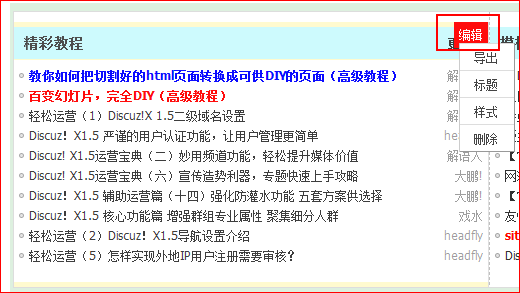 精彩教程 更 编辑
导出
标题
样式
删除
教你如何把切割好的html页面转换成可供DIY的页面（高级教程） 解
百变幻灯片，完全DIY（高级教程）
轻松运营（1）Discuz!X 1.5二级域名设置
Discuz! X1.5 严谨的用户认证功能，让用户管理更简单 he
Discuz! X1.5运营宝典（二）妙用频道功能，轻松提升媒体价值 解语人
Discuz! X1.5运营宝典（六）宣传造势利器，专题快速上手攻略 大鹏!
Discuz! X1.5 辅助运营篇（十四）强化防灌水功能 五套方案供选择 大鹏!
Discuz! X1.5 核心功能篇 增强群组专业属性 聚集细分人群 戏水
轻松运营（2）Discuz! X1.5导航设置介绍 headfly
轻松运营（5）怎样实现外地IP用户注册需要审核? headfly
模
网
【
友
sit
Disc